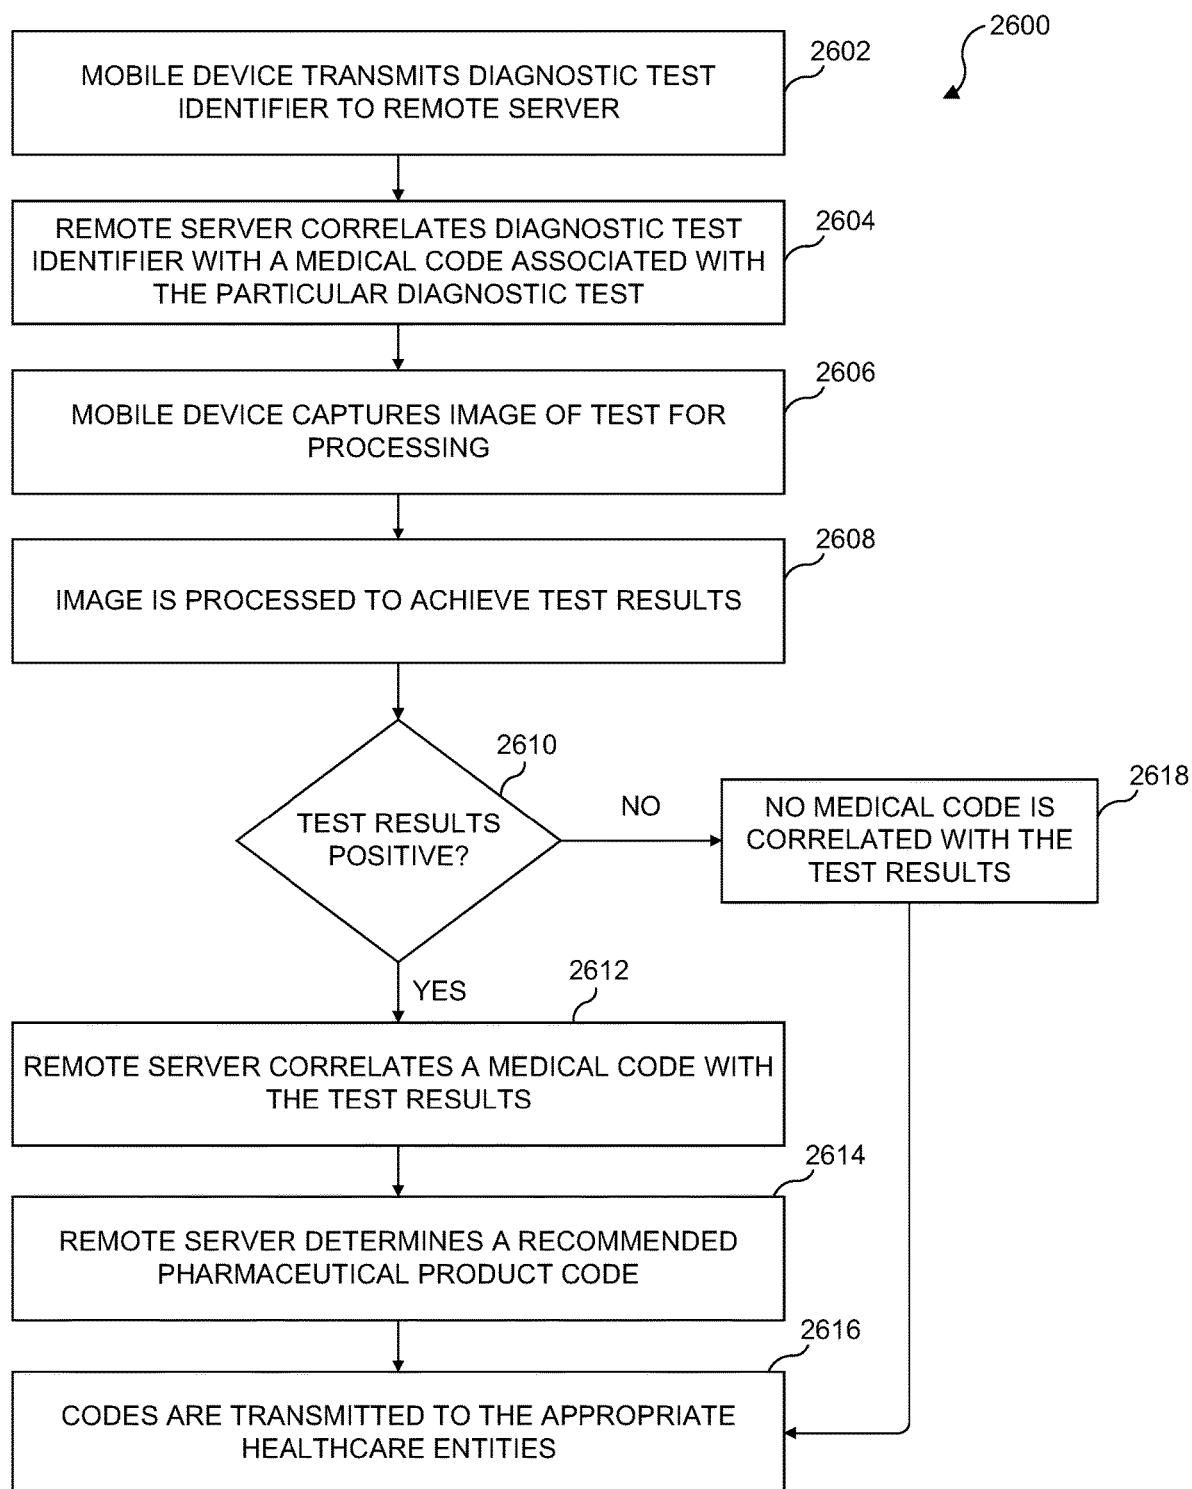 2600
2602
MOBILE DEVICE TRANSMITS DIAGNOSTIC TEST
IDENTIFIER TO REMOTE SERVER
2604
REMOTE SERVER CORRELATES DIAGNOSTIC TEST
IDENTIFIER WITH A MEDICAL CODE ASSOCIATED WITH
THE PARTICULAR DIAGNOSTIC TEST
2606
MOBILE DEVICE CAPTURES IMAGE OF TEST FOR
PROCESSING
2608
IMAGE IS PROCESSED TO ACHIEVE TEST RESULTS
2610
TEST RESULTS
POSITIVE?
NO
2618
NO MEDICAL CODE IS
CORRELATED WITH THE
TEST RESULTS
YES
2612
REMOTE SERVER CORRELATES A MEDICAL CODE WITH
THE TEST RESULTS
2614
REMOTE SERVER DETERMINES A RECOMMENDED
PHARMACEUTICAL PRODUCT CODE
2616
CODES ARE TRANSMITTED TO THE APPROPRIATE
HEALTHCARE ENTITIES